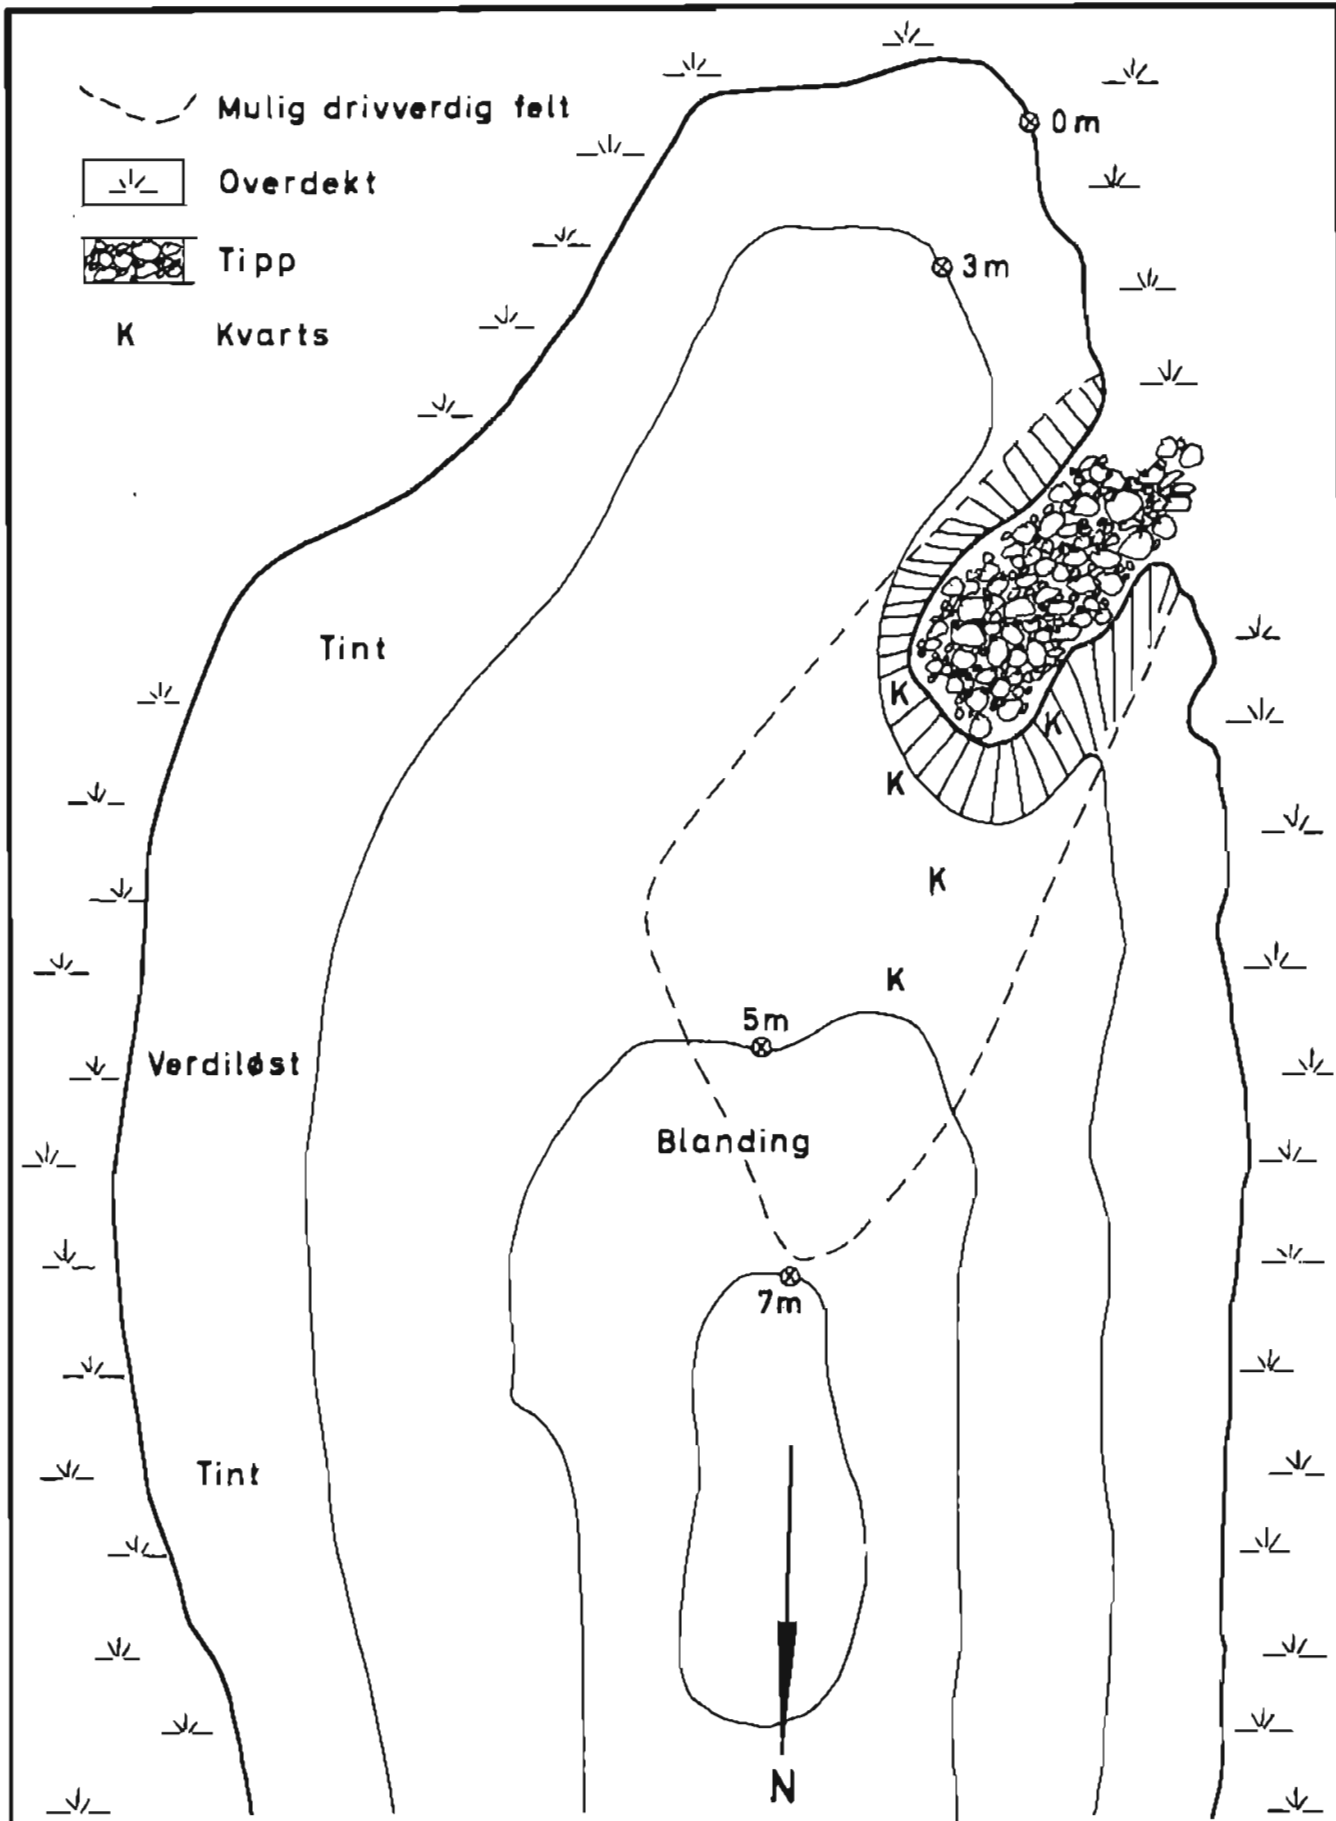 Mulig drivverdig felt
Overdekt
Tipp
K Kvarts
0m
3m
Tint
K
K
K
K
K
5m
Verdiløst
Blanding
7m
Tint
N